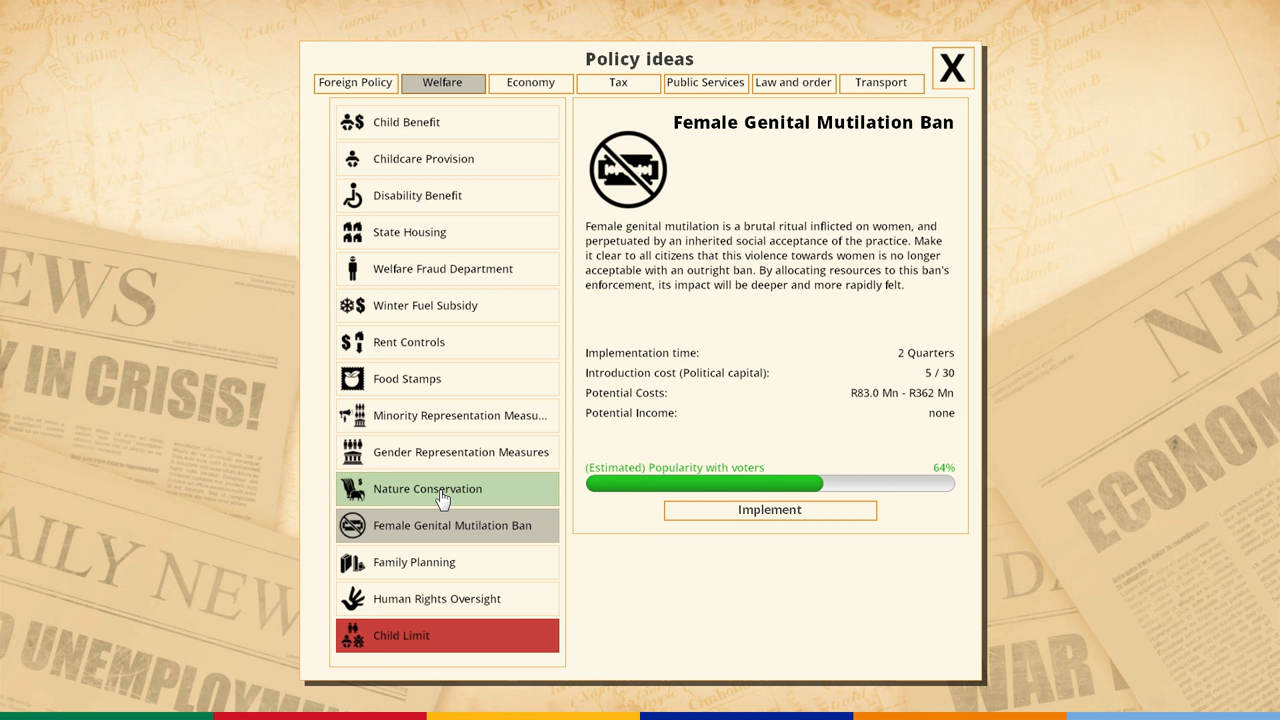 Policy ideas
X
Foreign Policy
Welfare
Economy
Tax
Public Services
Law and order
Transport
Child Benefit
Childcare Provision
Disability Benefit
State Housing
Welfare Fraud Department
Winter Fuel Subsidy
Rent Controls
Food Stamps
Minority Representation Measu...
Gender Representation Measures
Nature Conservation
Female Genital Mutilation Ban
Family Planning
Human Rights Oversight
Child Limit
Female Genital Mutilation Ban
Female genital mutilation is a brutal ritual inflicted on women, and
perpetuated by an inherited social acceptance of the practice. Make
it clear to all citizens that this violence towards women is no longer
acceptable with an outright ban. By allocating resources to this ban's
enforcement, its impact will be deeper and more rapidly felt.
Implementation time: 2 Quarters
Introduction cost (Political capital): 5 / 30
Potential Costs: R83.0 Mn - R362 Mn
Potential Income: none
(Estimated) Popularity with voters 64%
Implement
EWS
Y IN CRISIS!
AILY NEW
UNEMPLOYM
NE
ECONOM
DA
WAR